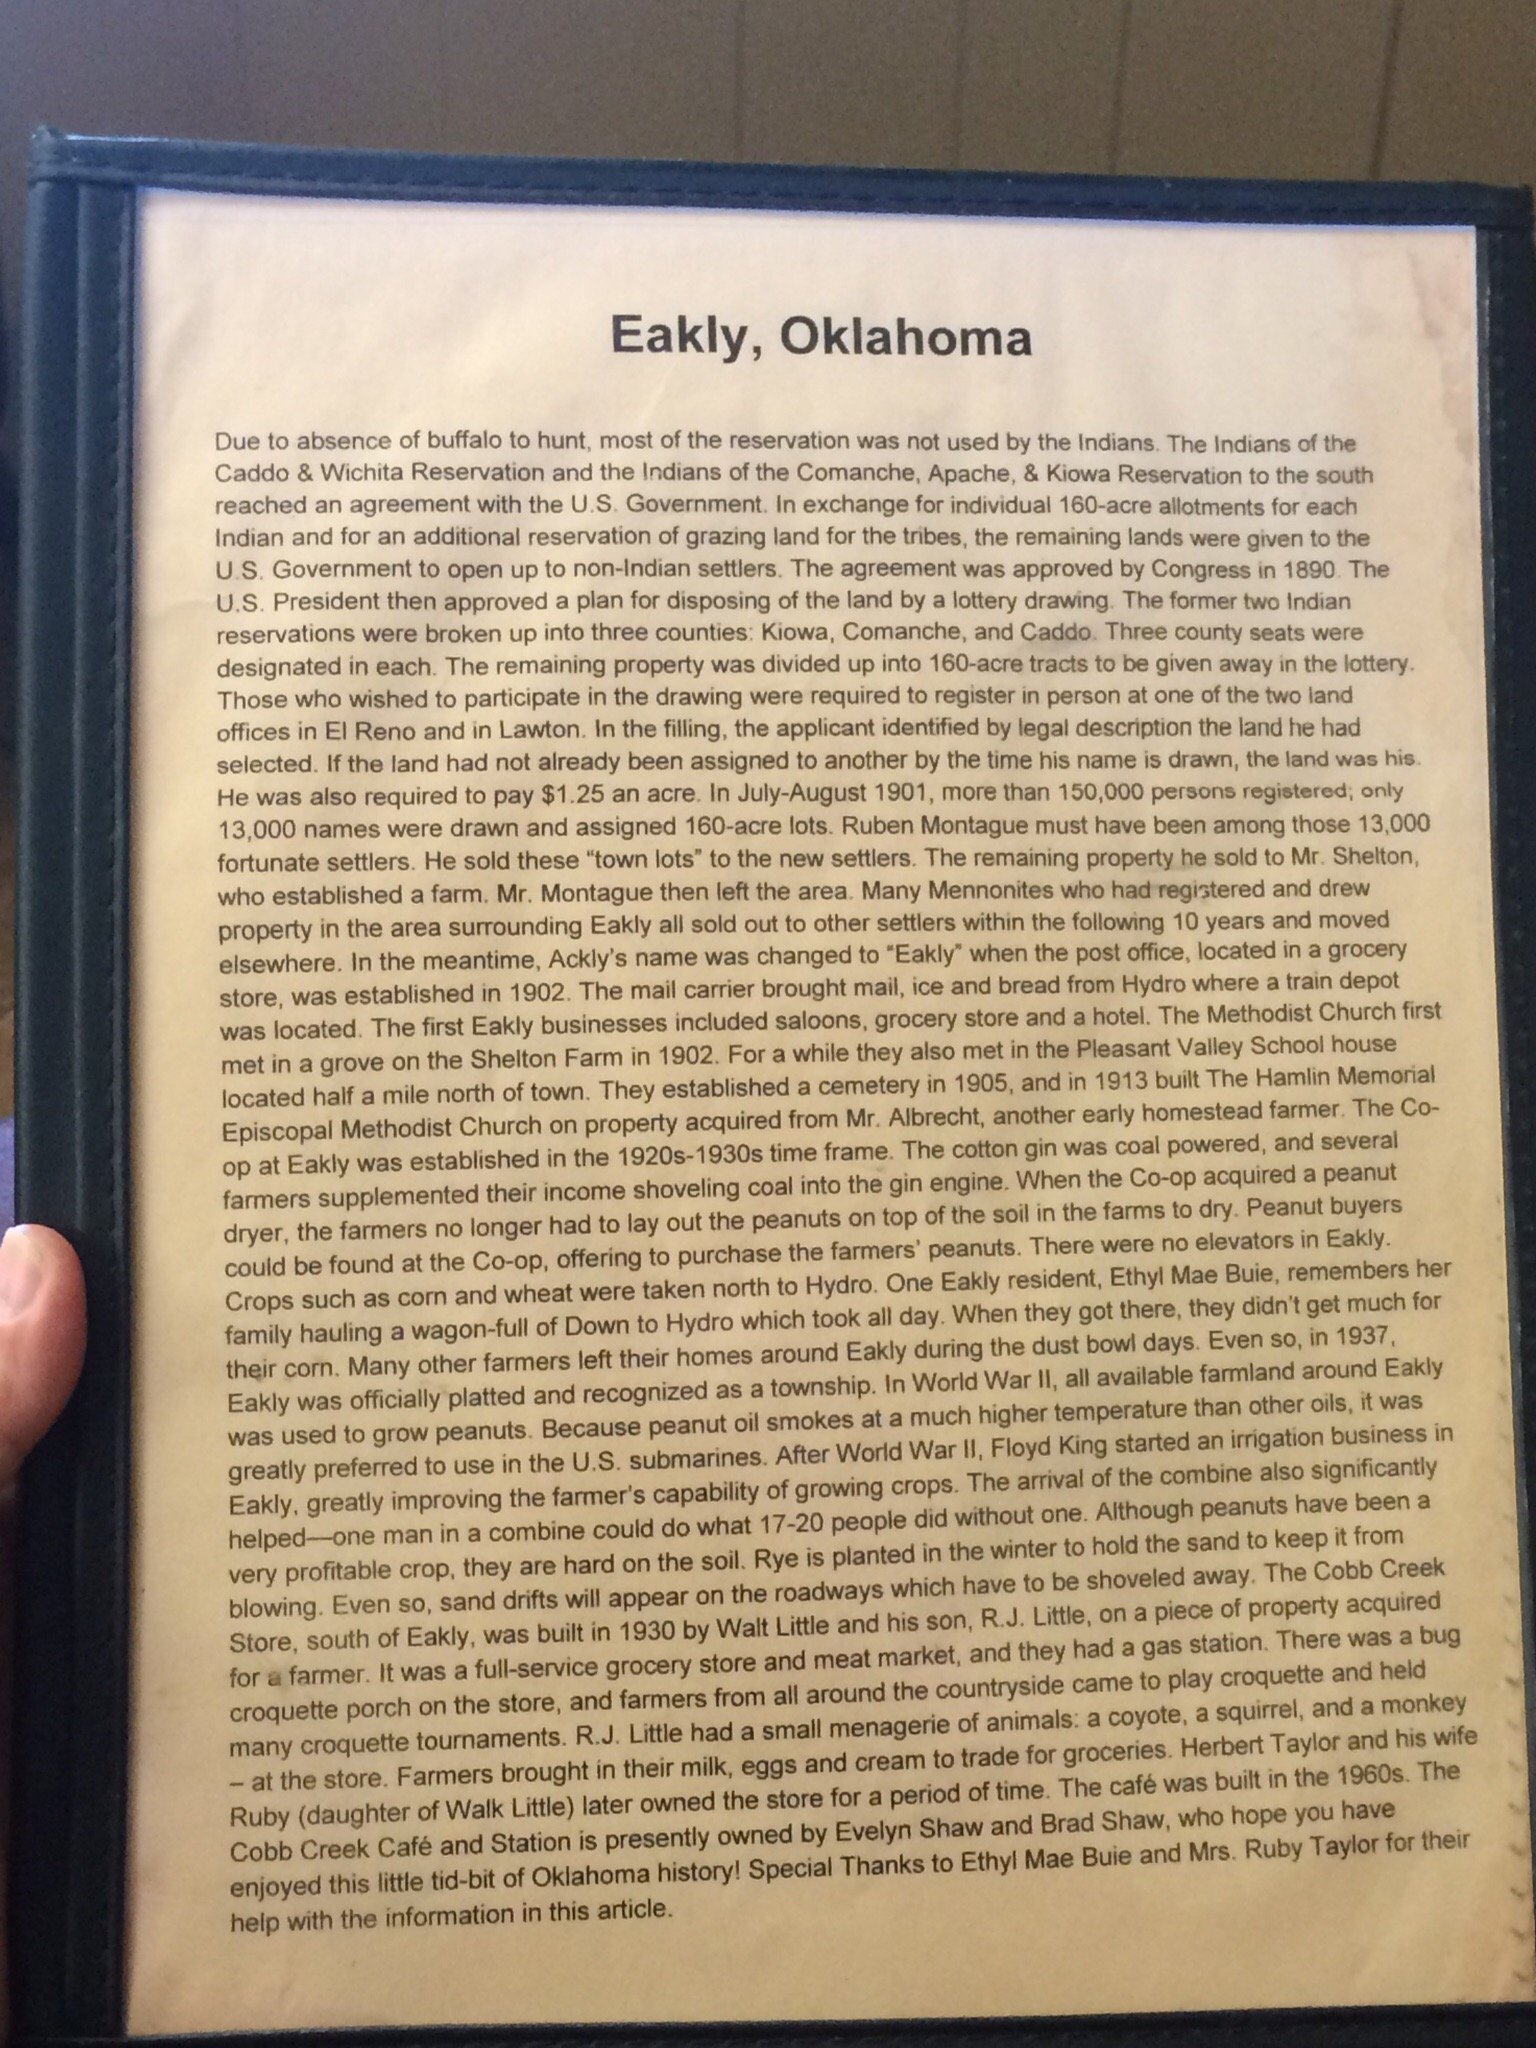 Eakly, Oklahoma
Due to absence of buffalo to hunt, most of the reservation was not used by the Indians. The Indians of the
Caddo & Wichita Reservation and the Indians of the Comanche, Apache, & Kiowa Reservation to the south
reached an agreement with the U.S. Government. In exchange for individual 160-acre allotments for each
Indian and for an additional reservation of grazing land for the tribes, the remaining lands were given to the
U.S. Government to open up to non-Indian settlers. The agreement was approved by Congress in 1890. The
U.S. President then approved a plan for disposing of the land by a lottery drawing. The former two Indian
reservations were broken up into three counties: Kiowa, Comanche, and Caddo. Three county seats were
designated in each. The remaining property was divided up into 160-acre tracts to be given away in the lottery.
Those who wished to participate in the drawing were required to register in person at one of the two land
offices in El Reno and in Lawton. In the filling, the applicant identified by legal description the land he had
selected. If the land had not already been assigned to another by the time his name is drawn, the land was his.
He was also required to pay $1.25 an acre. In July-August 1901, more than 150,000 persons registered; only
13,000 names were drawn and assigned 160-acre lots. Ruben Montague must have been among those 13,000
fortunate settlers. He sold these “town lots” to the new settlers. The remaining property he sold to Mr. Shelton,
who established a farm. Mr. Montague then left the area. Many Mennonites who had registered and drew
property in the area surrounding Eakly all sold out to other settlers within the following 10 years and moved
elsewhere. In the meantime, Ackly’s name was changed to “Eakly” when the post office, located in a grocery
store, was established in 1902. The mail carrier brought mail, ice and bread from Hydro where a train depot
was located. The first Eakly businesses included saloons, grocery store and a hotel. The Methodist Church first
met in a grove on the Shelton Farm in 1902. For a while they also met in the Pleasant Valley School house
located half a mile north of town. They established a cemetery in 1905, and in 1913 built The Hamlin Memorial
Episcopal Methodist Church on property acquired from Mr. Albrecht, another early homestead farmer. The Co-
op at Eakly was established in the 1920s-1930s time frame. The cotton gin was coal powered, and several
farmers supplemented their income shoveling coal into the gin engine. When the Co-op acquired a peanut
dryer, the farmers no longer had to lay out the peanuts on top of the soil in the farms to dry. Peanut buyers
could be found at the Co-op, offering to purchase the farmers’ peanuts. There were no elevators in Eakly.
Crops such as corn and wheat were taken north to Hydro. One Eakly resident, Ethyl Mae Buie, remembers her
family hauling a wagon-full of Down to Hydro which took all day. When they got there, they didn’t get much for
their corn. Many other farmers left their homes around Eakly during the dust bowl days. Even so, in 1937,
Eakly was officially platted and recognized as a township. In World War II, all available farmland around Eakly
was used to grow peanuts. Because peanut oil smokes at a much higher temperature than other oils, it was
greatly preferred to use in the U.S. submarines. After World War II, Floyd King started an irrigation business in
Eakly, greatly improving the farmer’s capability of growing crops. The arrival of the combine also significantly
helped—one man in a combine could do what 17-20 people did without one. Although peanuts have been a
very profitable crop, they are hard on the soil. Rye is planted in the winter to hold the sand to keep it from
blowing. Even so, sand drifts will appear on the roadways which have to be shoveled away. The Cobb Creek
Store, south of Eakly, was built in 1930 by Walt Little and his son, R.J. Little, on a piece of property acquired
for a farmer. It was a full-service grocery store and meat market, and they had a gas station. There was a bug
croquette porch on the store, and farmers from all around the countryside came to play croquette and held
many croquette tournaments. R.J. Little had a small menagerie of animals: a coyote, a squirrel, and a monkey
– at the store. Farmers brought in their milk, eggs and cream to trade for groceries. Herbert Taylor and his wife
Ruby (daughter of Walk Little) later owned the store for a period of time. The café was built in the 1960s. The
Cobb Creek Café and Station is presently owned by Evelyn Shaw and Brad Shaw, who hope you have
enjoyed this little tid-bit of Oklahoma history! Special Thanks to Ethyl Mae Buie and Mrs. Ruby Taylor for their
help with the information in this article.